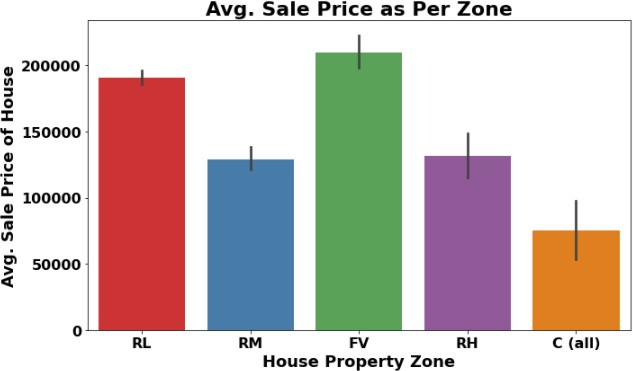 Avg. Sale Price as Per Zone
Avg. Sale Price of House
200000
150000
100000
50000
0
RL RM FV RH C (all)
House Property Zone